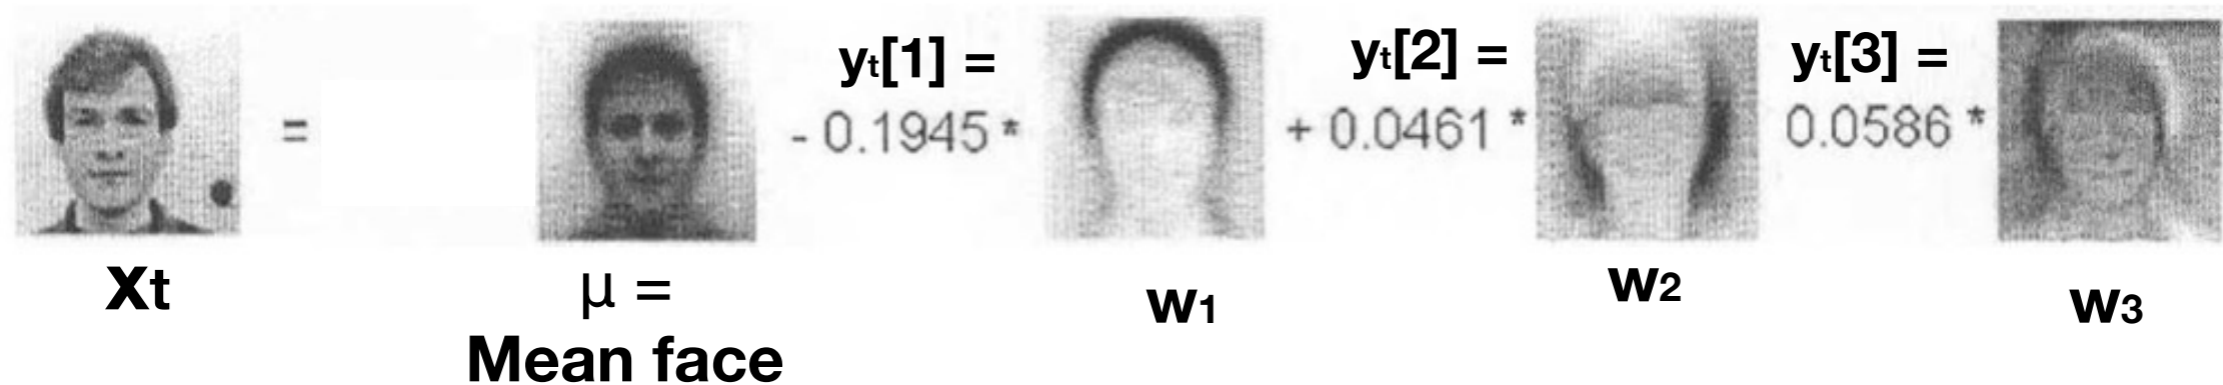 yt[1] = yt[2] = yt[3] =
= - 0.1945 * + 0.0461 * 0.0586 *
xt μ = w1 w2 w3
Mean face